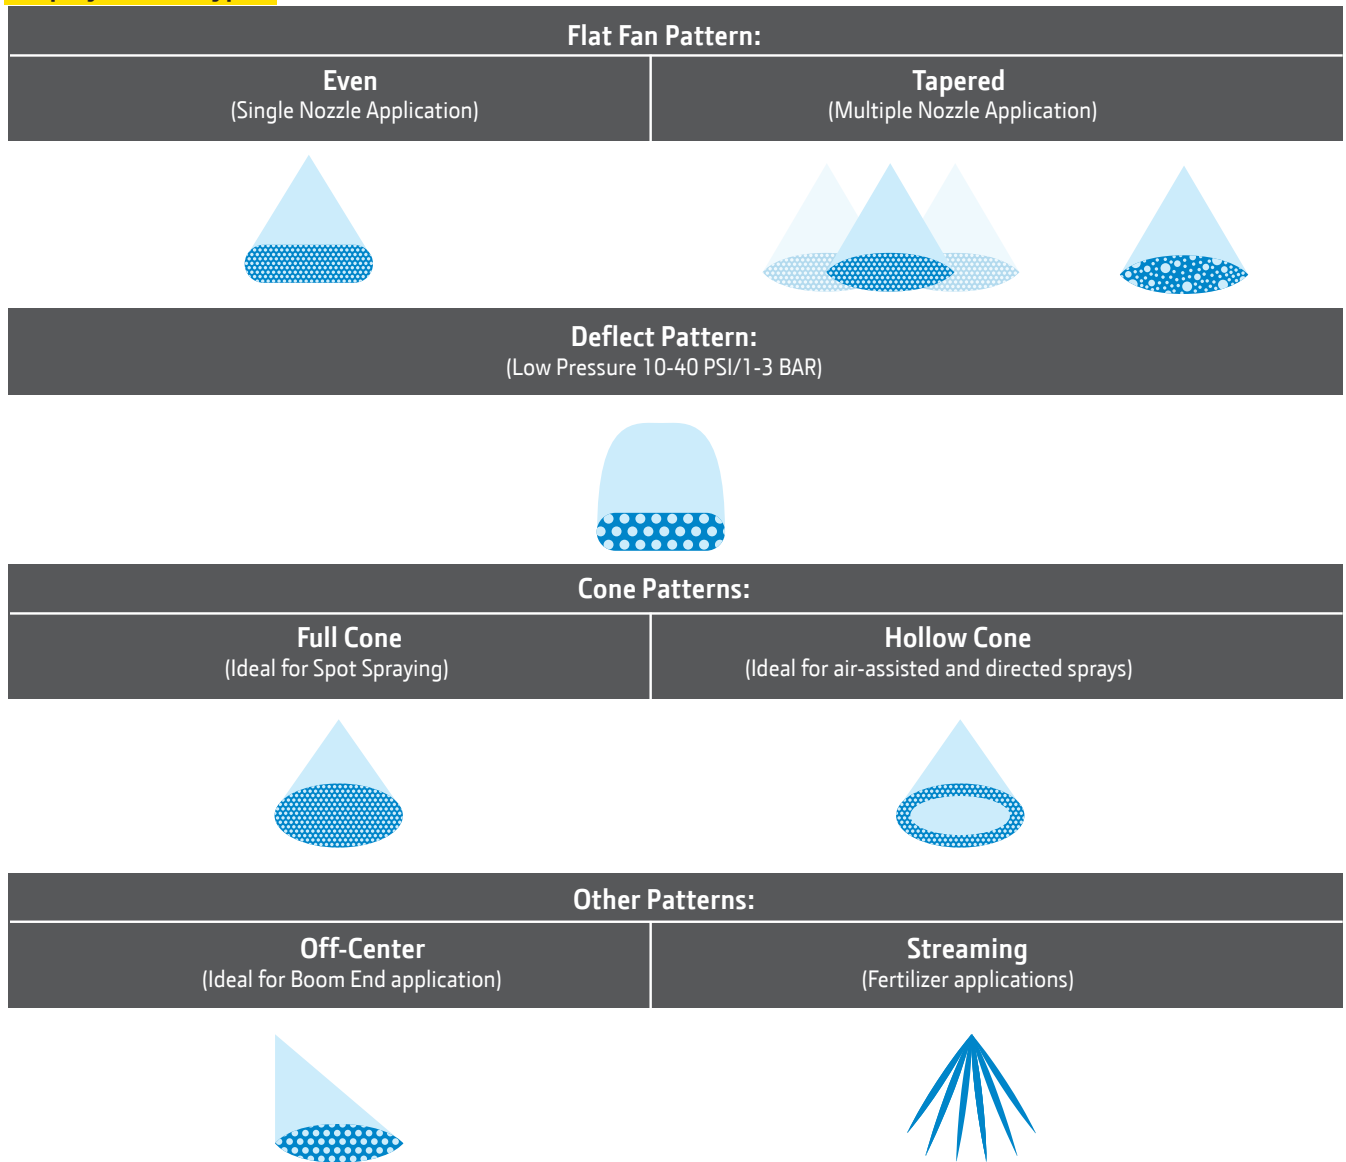 Flat Fan Pattern:
Even
(Single Nozzle Application)
Tapered
(Multiple Nozzle Application)
Deflect Pattern:
(Low Pressure 10-40 PSI/1-3 BAR)
Cone Patterns:
Full Cone
(Ideal for Spot Spraying)
Hollow Cone
(Ideal for air-assisted and directed sprays)
Other Patterns:
Off-Center
(Ideal for Boom End application)
Streaming
(Fertilizer applications)